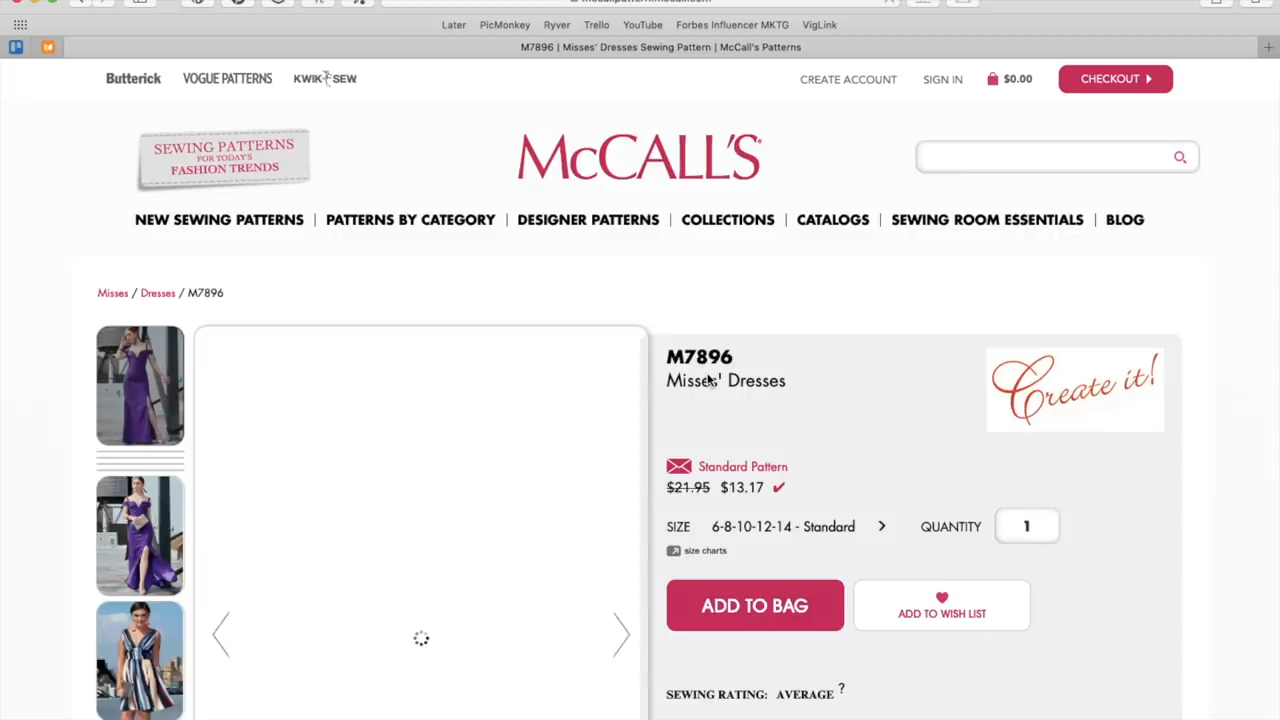 Later PicMonkey Ryver Trello YouTube Forbes Influencer MKTG VigLink
M7896 | Misses' Dresses Sewing Pattern | McCall's Patterns
Butterick VOGUE PATTERNS KWIK SEW CREATE ACCOUNT SIGN IN $0.00 CHECKOUT
SEWING PATTERNS
FOR TODAY'S
FASHION TRENDS
McCALL'S
NEW SEWING PATTERNS | PATTERNS BY CATEGORY | DESIGNER PATTERNS | COLLECTIONS | CATALOGS | SEWING ROOM ESSENTIALS | BLOG
Misses / Dresses / M7896
M7896
Misses' Dresses
Create it!
Standard Pattern
$21.95 $13.17
SIZE 6-8-10-12-14 - Standard QUANTITY 1
size charts
ADD TO BAG
ADD TO WISH LIST
SEWING RATING: AVERAGE ?